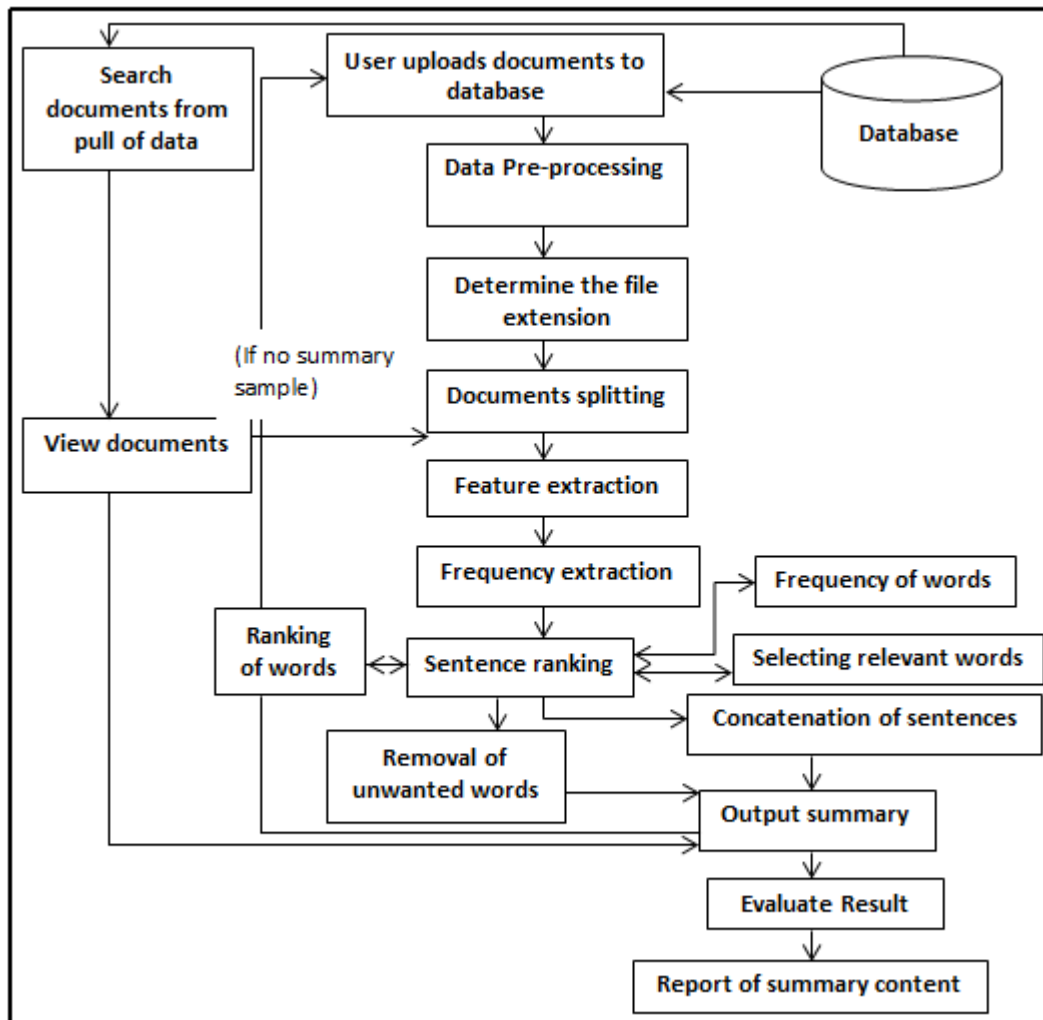 Search
documents from
pull of data
User uploads documents to
database
Database
Data Pre-processing
Determine the file
extension
(If no summary
sample)
Documents splitting
View documents
Feature extraction
Frequency extraction
Frequency of words
Ranking
of words
Sentence ranking
Selecting relevant words
Concatenation of sentences
Removal of
unwanted words
Output summary
Evaluate Result
Report of summary content